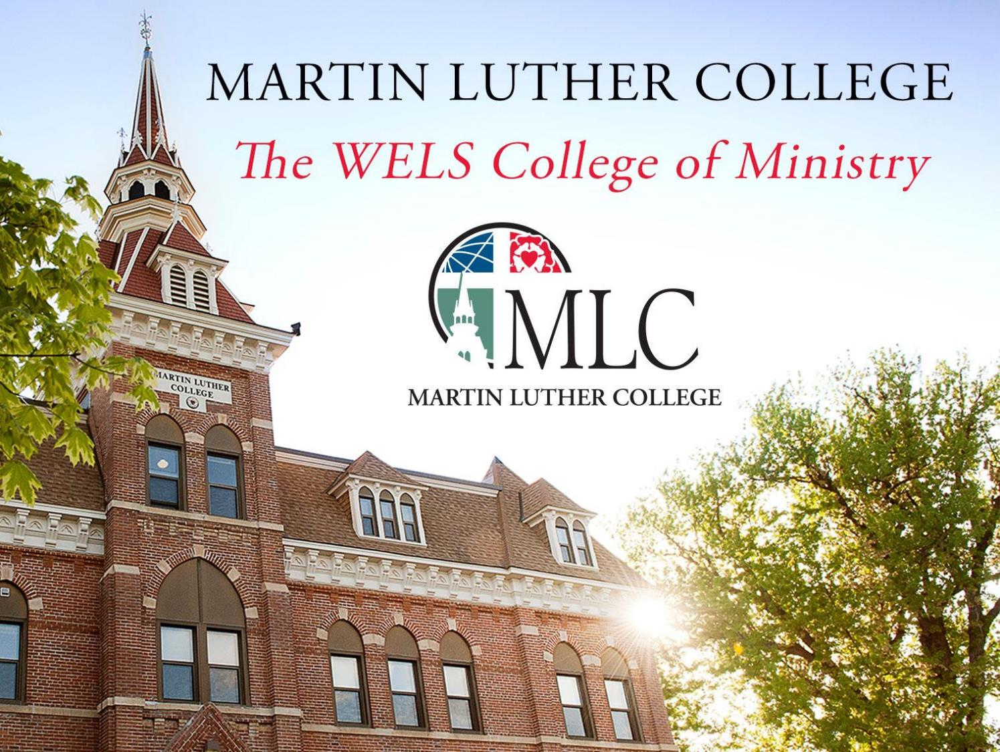 MARTIN LUTHER COLLEGE
The WELS College of Ministry
MLC
MARTIN LUTHER COLLEGE
MARTIN LUTHER
COLLEGE